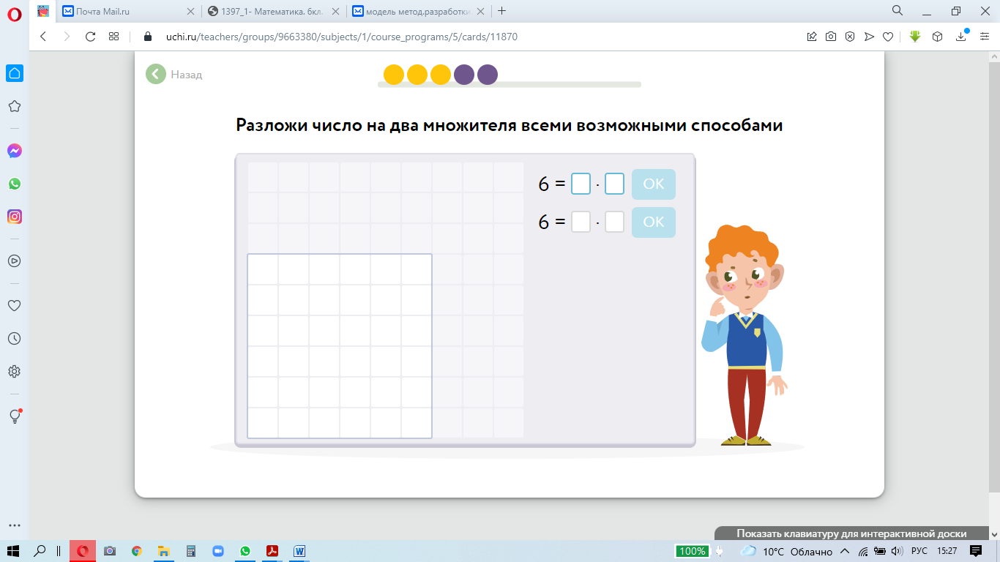 Почта Mail.ru
1397_1- Математика. 6кл.
модель метод.разработки
uchi.ru/teachers/groups/9663380/subjects/1/course_programs/5/cards/11870
Назад
Разложи число на два множителя всеми возможными способами
6 = · OK
6 = · OK
Показать клавиатуру для интерактивной доски
100%
10°C Облачно
РУС
15:27